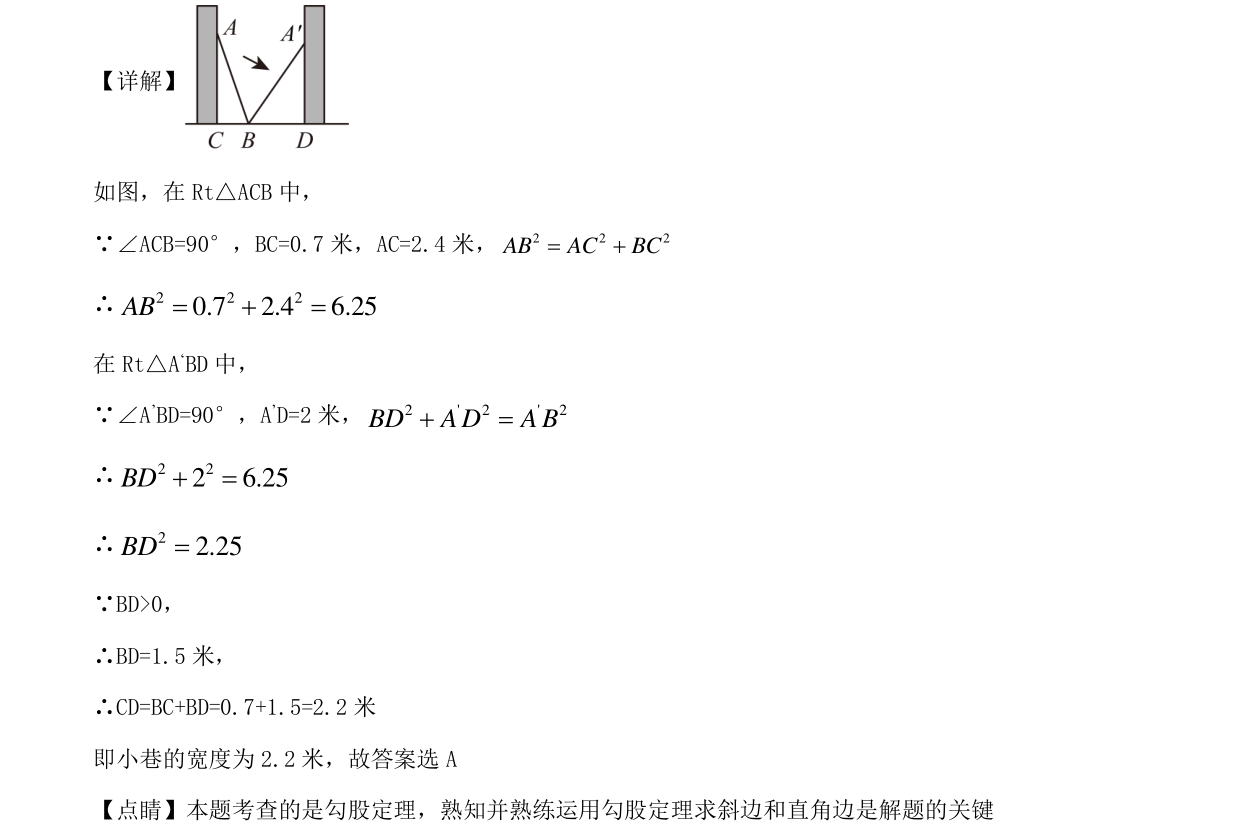 A A′
【详解】
C B D
如图，在 Rt△ACB 中，
∵∠ACB=90°，BC=0.7 米，AC=2.4 米， AB² = AC² + BC²
∴ AB² = 0.7² + 2.4² = 6.25
在 Rt△A‘BD 中，
∵∠A’BD=90°，A’D=2 米， BD² + A'D² = A'B²
∴ BD² + 2² = 6.25
∴ BD² = 2.25
∵BD>0，
∴BD=1.5 米，
∴CD=BC+BD=0.7+1.5=2.2 米
即小巷的宽度为 2.2 米，故答案选 A
【点睛】本题考查的是勾股定理，熟知并熟练运用勾股定理求斜边和直角边是解题的关键